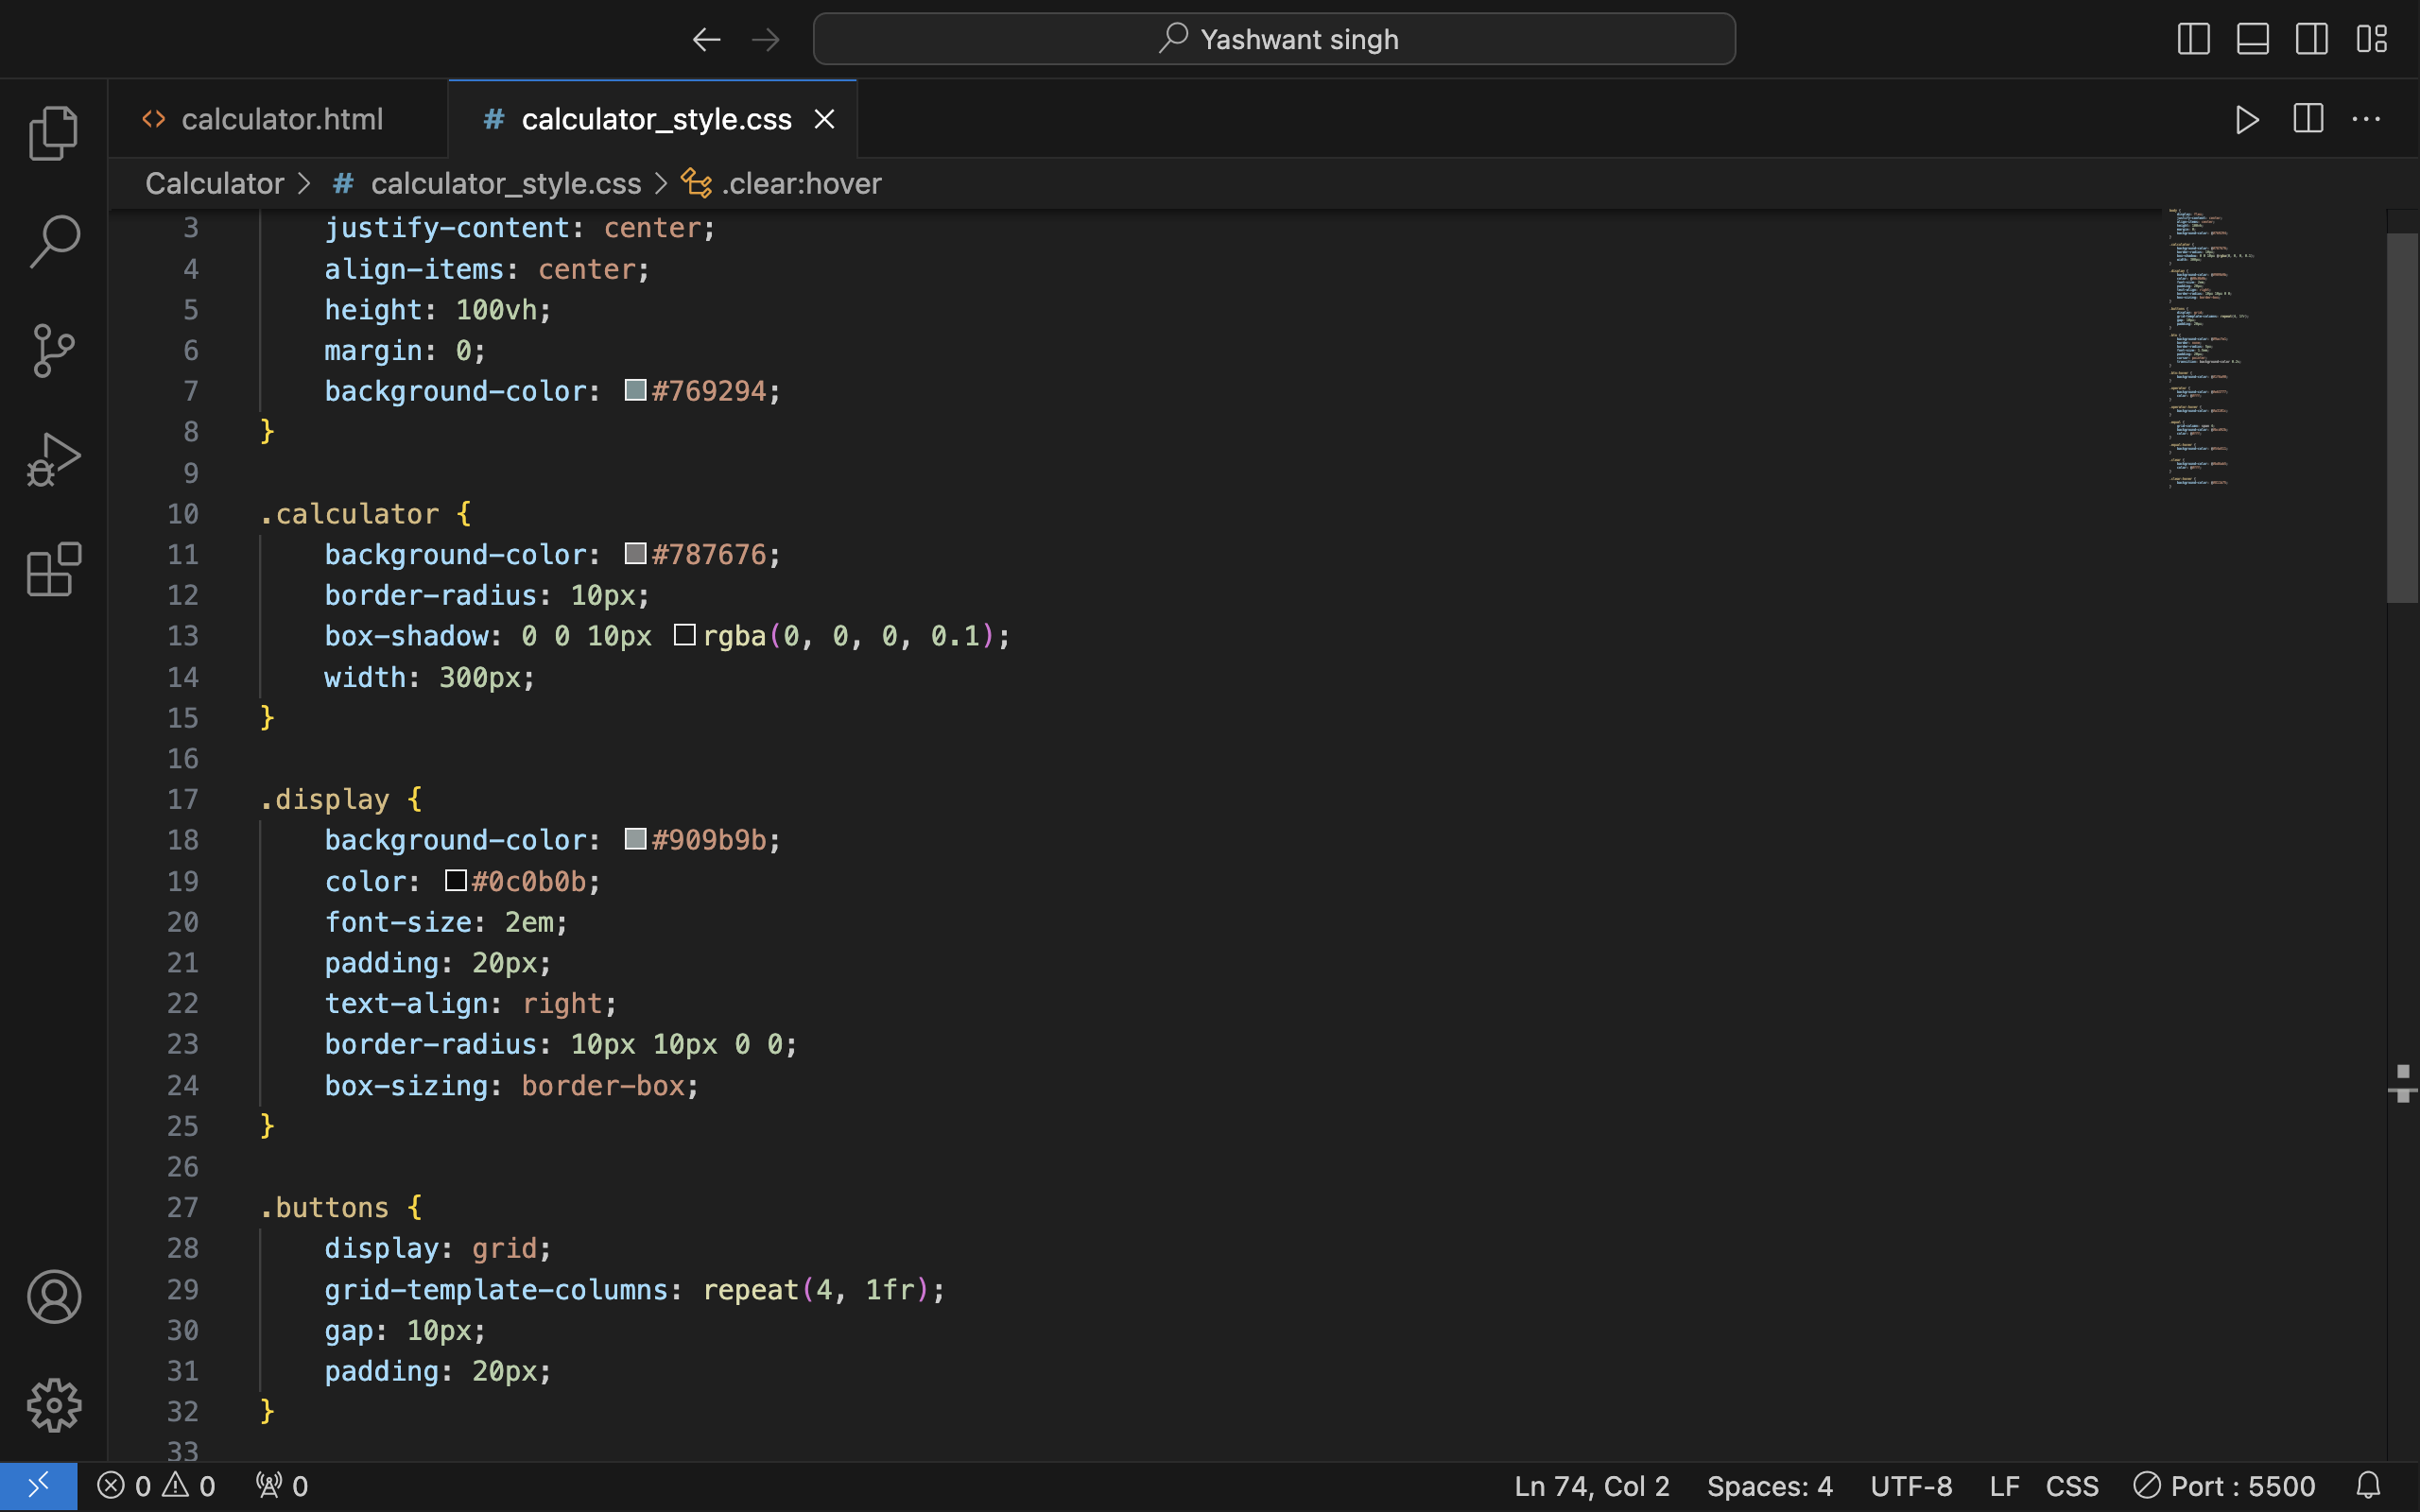 Yashwant singh
calculator.html
# calculator_style.css
Calculator > # calculator_style.css > .clear:hover
3 justify-content: center;
4 align-items: center;
5 height: 100vh;
6 margin: 0;
7 background-color: #769294;
8 }
9
10 .calculator {
11 background-color: #787676;
12 border-radius: 10px;
13 box-shadow: 0 0 10px rgba(0, 0, 0, 0.1);
14 width: 300px;
15 }
16
17 .display {
18 background-color: #909b9b;
19 color: #0c0b0b;
20 font-size: 2em;
21 padding: 20px;
22 text-align: right;
23 border-radius: 10px 10px 0 0;
24 box-sizing: border-box;
25 }
26
27 .buttons {
28 display: grid;
29 grid-template-columns: repeat(4, 1fr);
30 gap: 10px;
31 padding: 20px;
32 }
33
0 0 0 Ln 74, Col 2 Spaces: 4 UTF-8 LF CSS Port : 5500